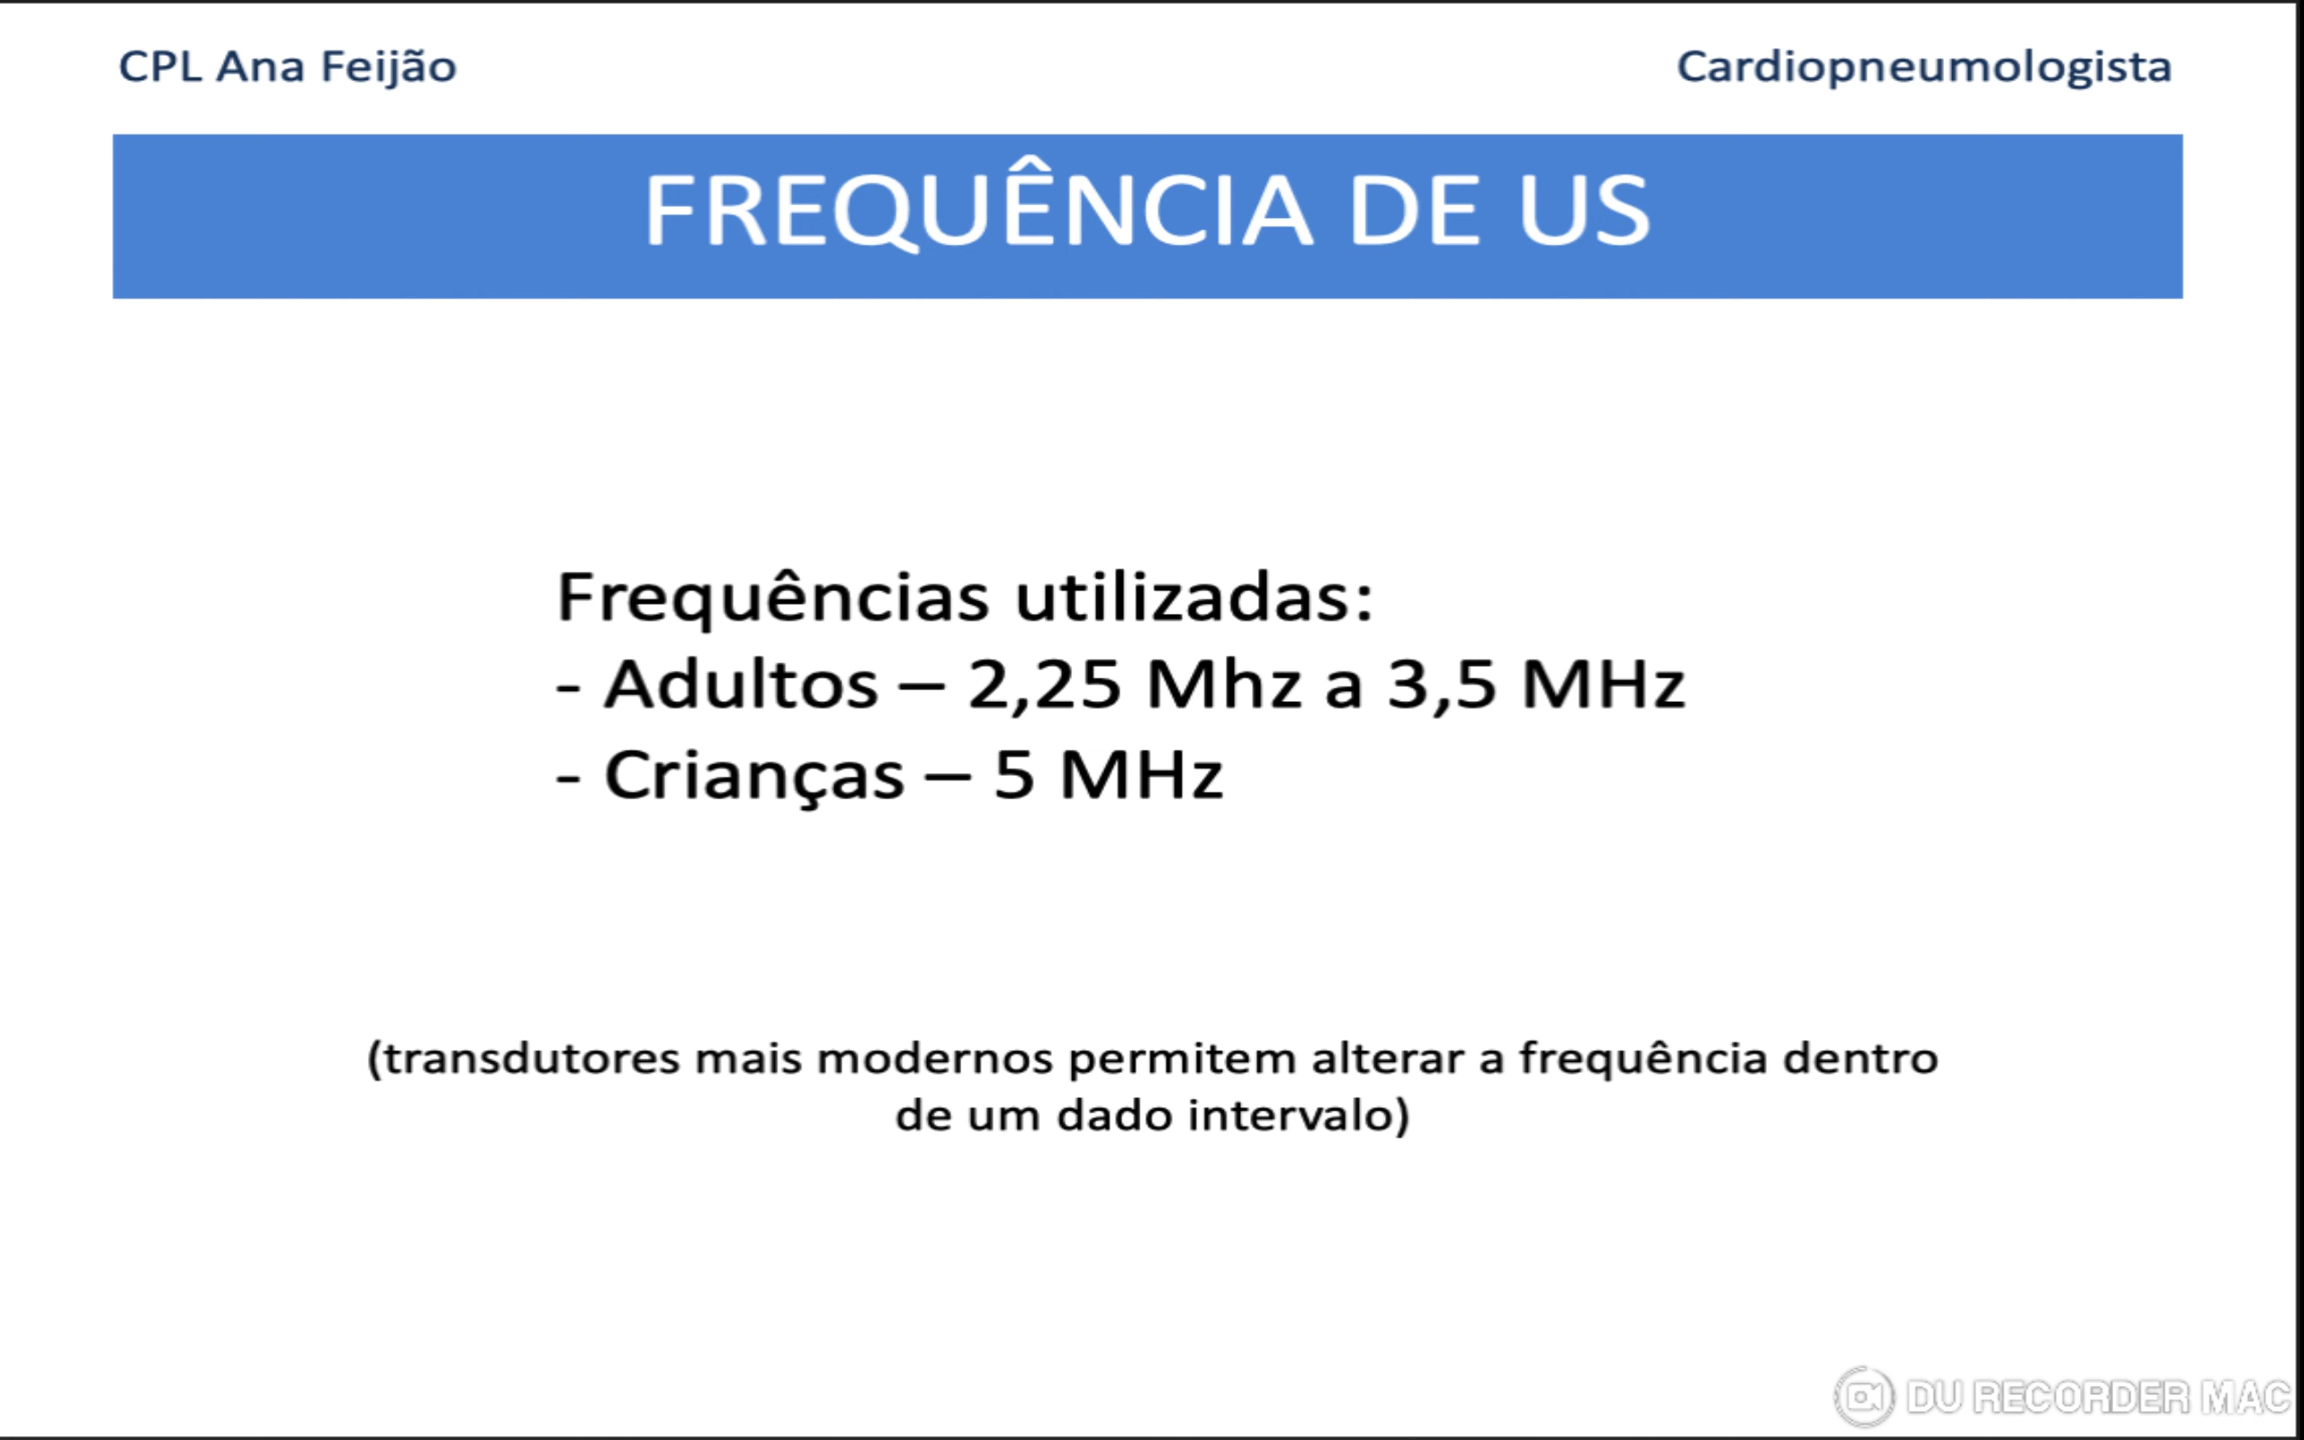 CPL Ana Feijão
Cardiopneumologista
FREQUÊNCIA DE US
Frequências utilizadas:
- Adultos – 2,25 Mhz a 3,5 MHz
- Crianças – 5 MHz
(transdutores mais modernos permitem alterar a frequência dentro
de um dado intervalo)
DU RECORDER MAC